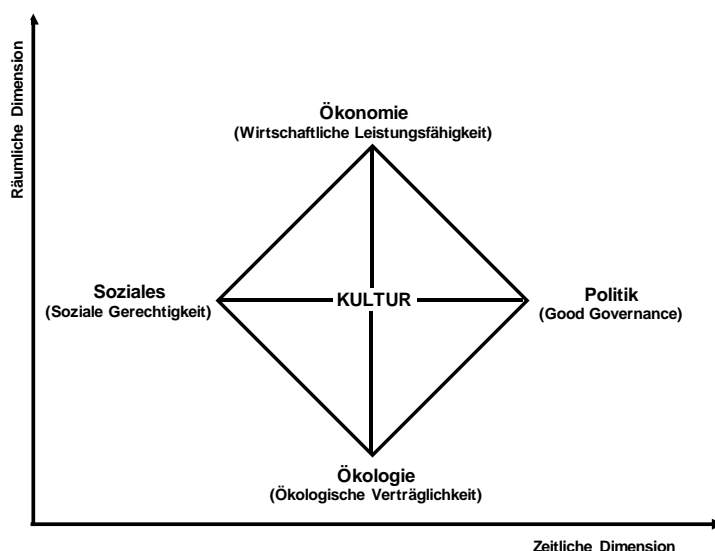 Räumliche Dimension
Ökonomie
(Wirtschaftliche Leistungsfähigkeit)
Soziales
(Soziale Gerechtigkeit)
KULTUR
Politik
(Good Governance)
Ökologie
(Ökologische Verträglichkeit)
Zeitliche Dimension